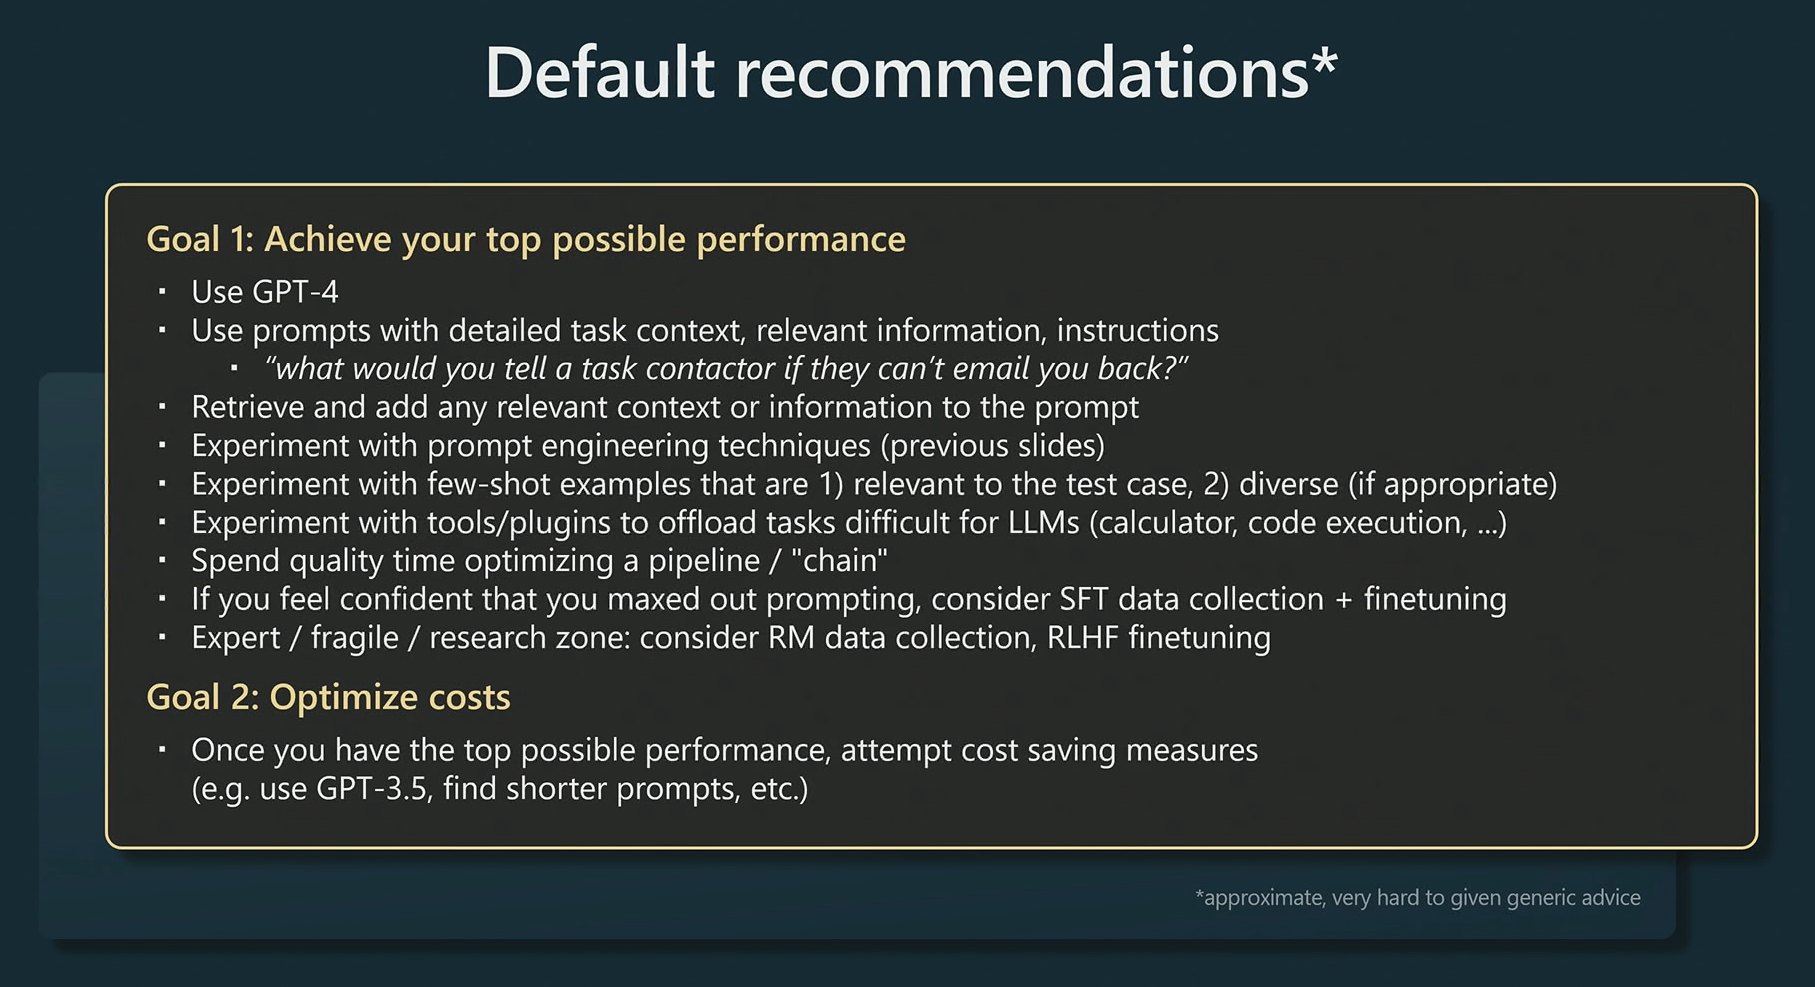 Default recommendations*
Goal 1: Achieve your top possible performance
▪ Use GPT-4
▪ Use prompts with detailed task context, relevant information, instructions
▪ “what would you tell a task contactor if they can’t email you back?”
▪ Retrieve and add any relevant context or information to the prompt
▪ Experiment with prompt engineering techniques (previous slides)
▪ Experiment with few-shot examples that are 1) relevant to the test case, 2) diverse (if appropriate)
▪ Experiment with tools/plugins to offload tasks difficult for LLMs (calculator, code execution, ...)
▪ Spend quality time optimizing a pipeline / "chain"
▪ If you feel confident that you maxed out prompting, consider SFT data collection + finetuning
▪ Expert / fragile / research zone: consider RM data collection, RLHF finetuning
Goal 2: Optimize costs
▪ Once you have the top possible performance, attempt cost saving measures
(e.g. use GPT-3.5, find shorter prompts, etc.)
*approximate, very hard to given generic advice